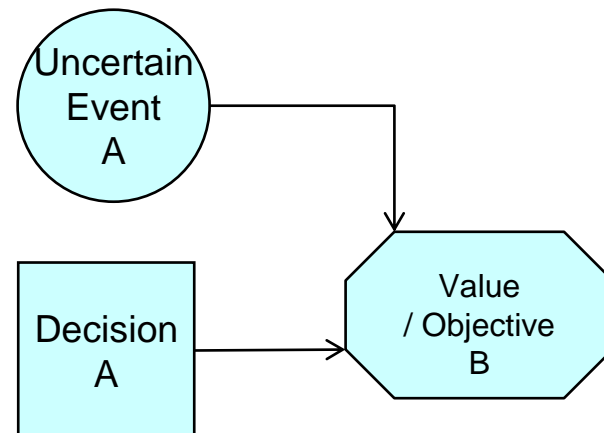 Uncertain
Event
A
Decision
A
Value
/ Objective
B